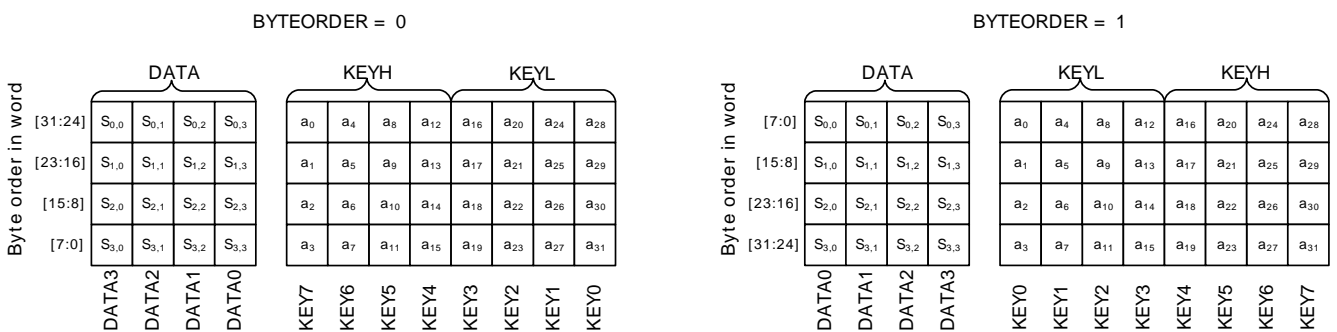 BYTEORDER = 0
BYTEORDER = 1
DATA KEYH KEYL
DATA KEYL KEYH
Byte order in word
[31:24] S0,0 S0,1 S0,2 S0,3 a0 a4 a8 a12 a16 a20 a24 a28
[23:16] S1,0 S1,1 S1,2 S1,3 a1 a5 a9 a13 a17 a21 a25 a29
[15:8] S2,0 S2,1 S2,2 S2,3 a2 a6 a10 a14 a18 a22 a26 a30
[7:0] S3,0 S3,1 S3,2 S3,3 a3 a7 a11 a15 a19 a23 a27 a31
DATA3 DATA2 DATA1 DATA0 KEY7 KEY6 KEY5 KEY4 KEY3 KEY2 KEY1 KEY0
Byte order in word
[7:0] S0,0 S0,1 S0,2 S0,3 a0 a4 a8 a12 a16 a20 a24 a28
[15:8] S1,0 S1,1 S1,2 S1,3 a1 a5 a9 a13 a17 a21 a25 a29
[23:16] S2,0 S2,1 S2,2 S2,3 a2 a6 a10 a14 a18 a22 a26 a30
[31:24] S3,0 S3,1 S3,2 S3,3 a3 a7 a11 a15 a19 a23 a27 a31
DATA0 DATA1 DATA2 DATA3 KEY0 KEY1 KEY2 KEY3 KEY4 KEY5 KEY6 KEY7